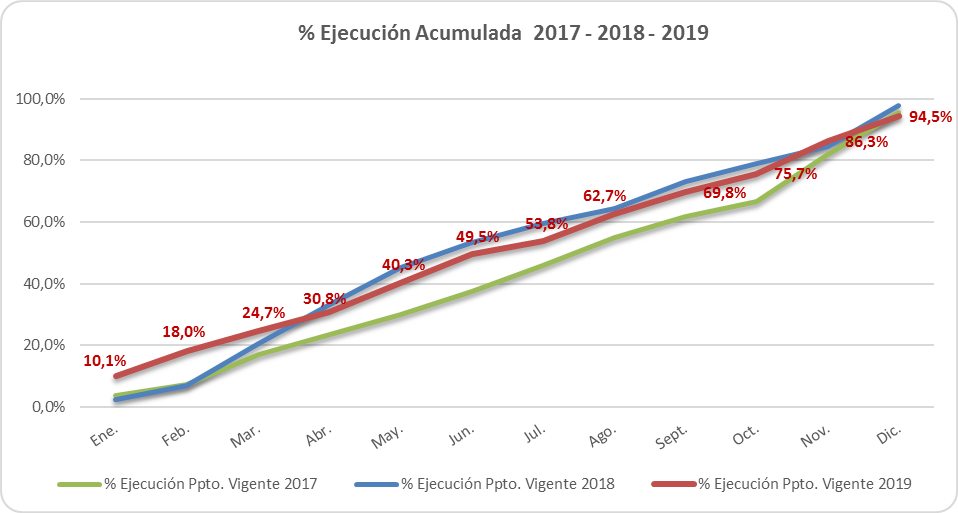 % Ejecución Acumulada 2017 - 2018 - 2019
100,0%
80,0%
60,0%
40,0%
20,0%
0,0%
10,1%
18,0%
24,7%
30,8%
40,3%
49,5%
53,8%
62,7%
69,8%
75,7%
86,3%
94,5%
Ene.
Feb.
Mar.
Abr.
May.
Jun.
Jul.
Ago.
Sept.
Oct.
Nov.
Dic.
% Ejecución Ppto. Vigente 2017
% Ejecución Ppto. Vigente 2018
% Ejecución Ppto. Vigente 2019